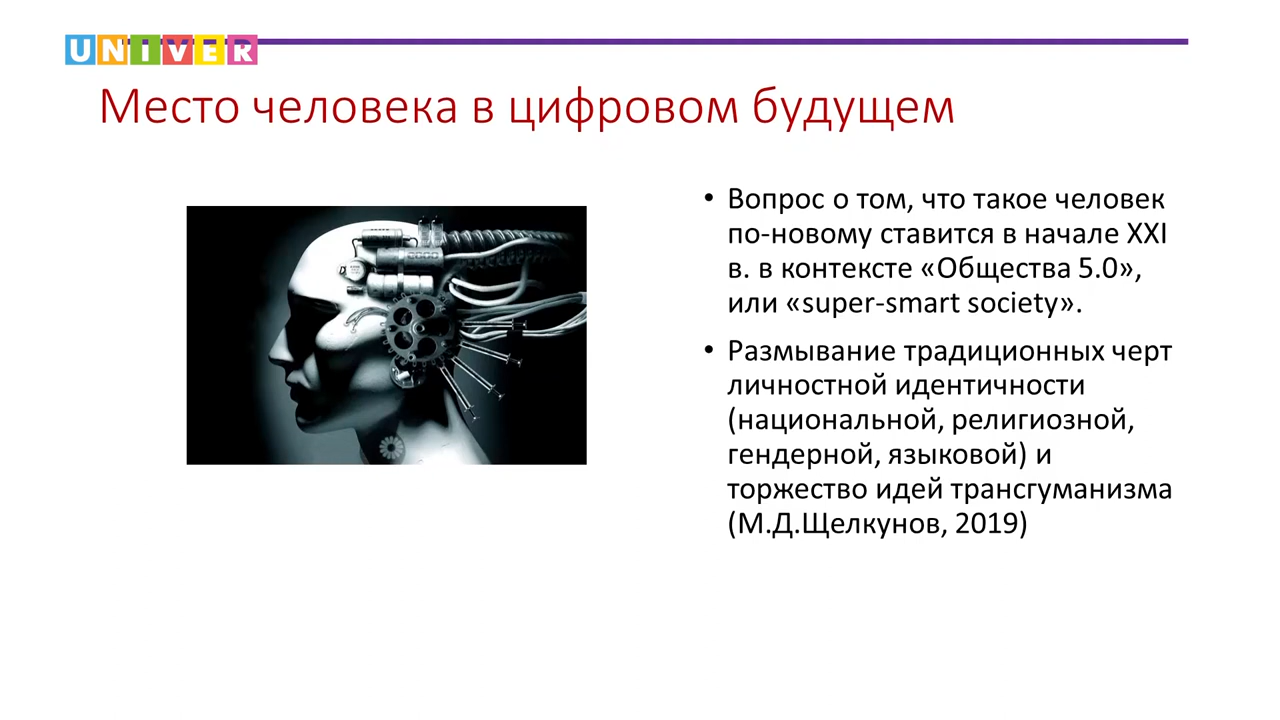 UNIVER
Место человека в цифровом будущем
• Вопрос о том, что такое человек
по-новому ставится в начале XXI
в. в контексте «Общества 5.0»,
или «super-smart society».
• Размывание традиционных черт
личностной идентичности
(национальной, религиозной,
гендерной, языковой) и
торжество идей трансгуманизма
(М.Д.Щелкунов, 2019)